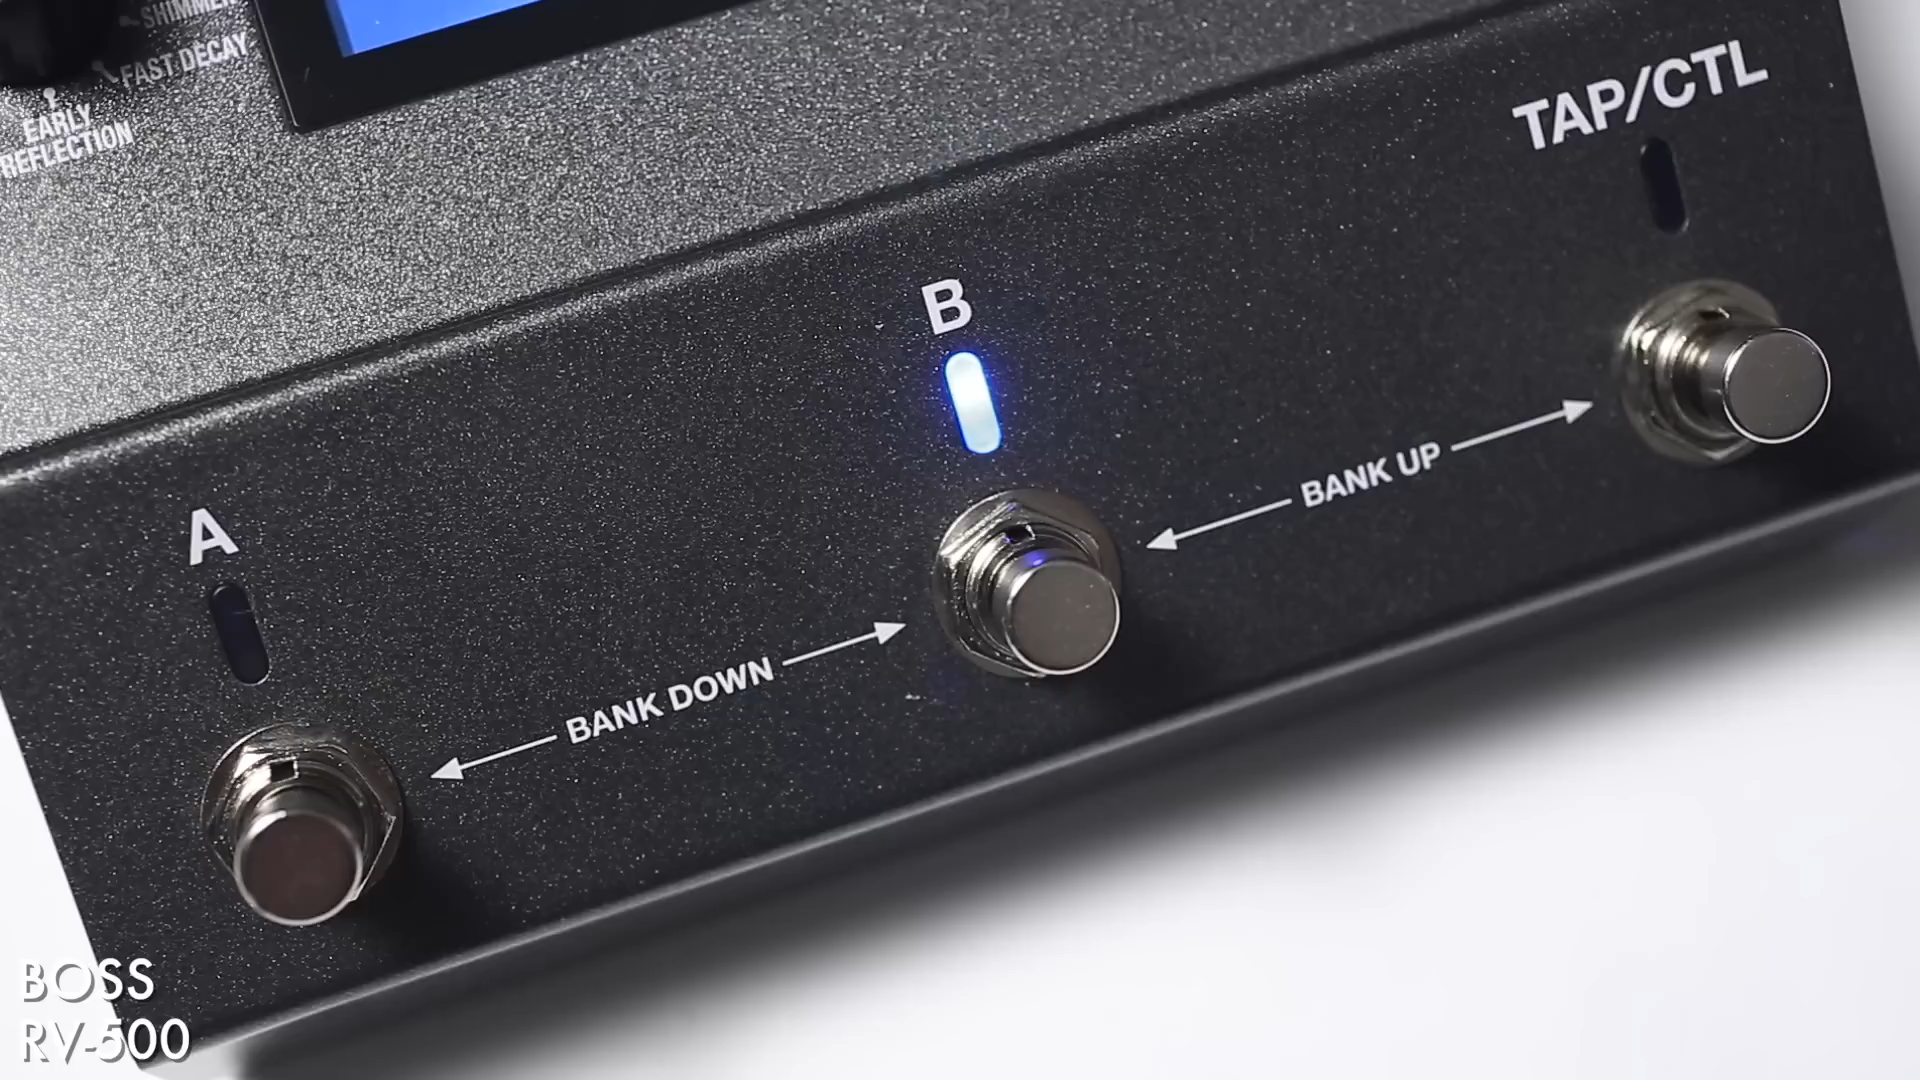 SHIMMER
FAST DECAY
EARLY
REFLECTION
TAP/CTL
B
BANK UP
A
BANK DOWN
BOSS
RV-500